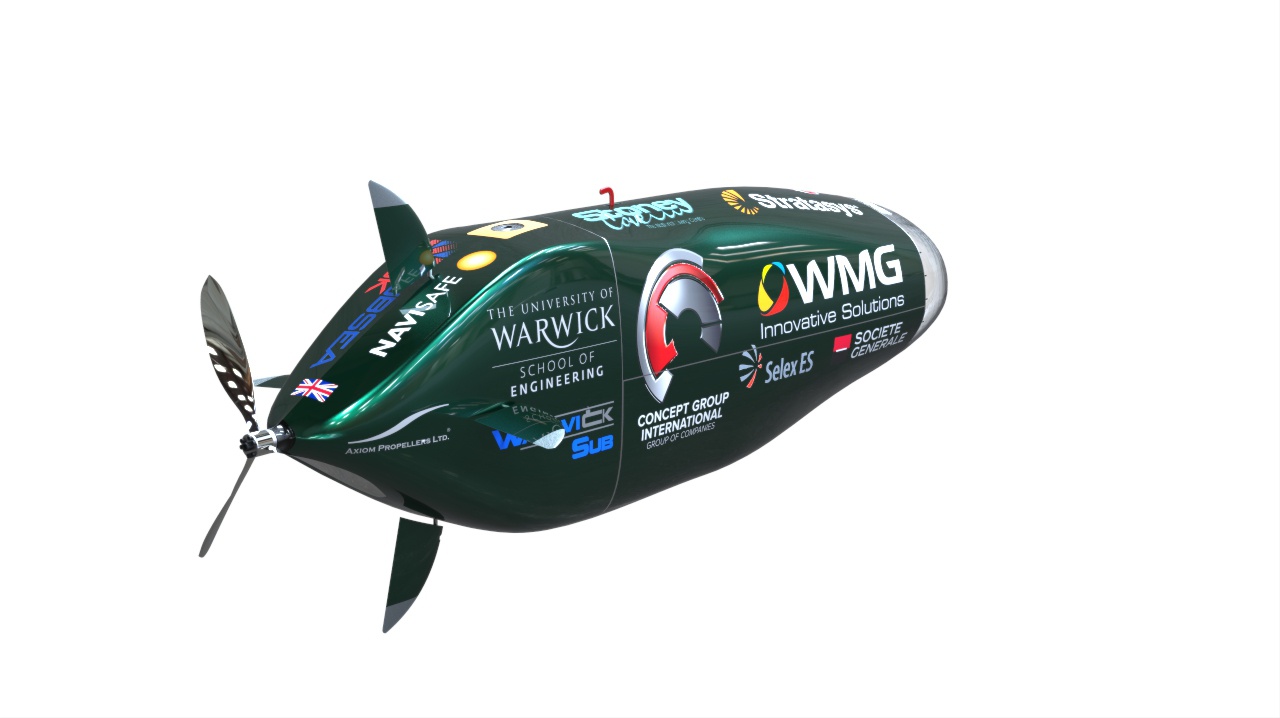 Stoney
Stratasys
WMG
Innovative Solutions
SOCIETE
GENERALE
Selex ES
CONCEPT GROUP
INTERNATIONAL
GROUP OF COMPANIES
THE UNIVERSITY OF
WARWICK
SCHOOL OF
ENGINEERING
SUB
NAVISAFE
AXIOM PROPELLERS LTD.®